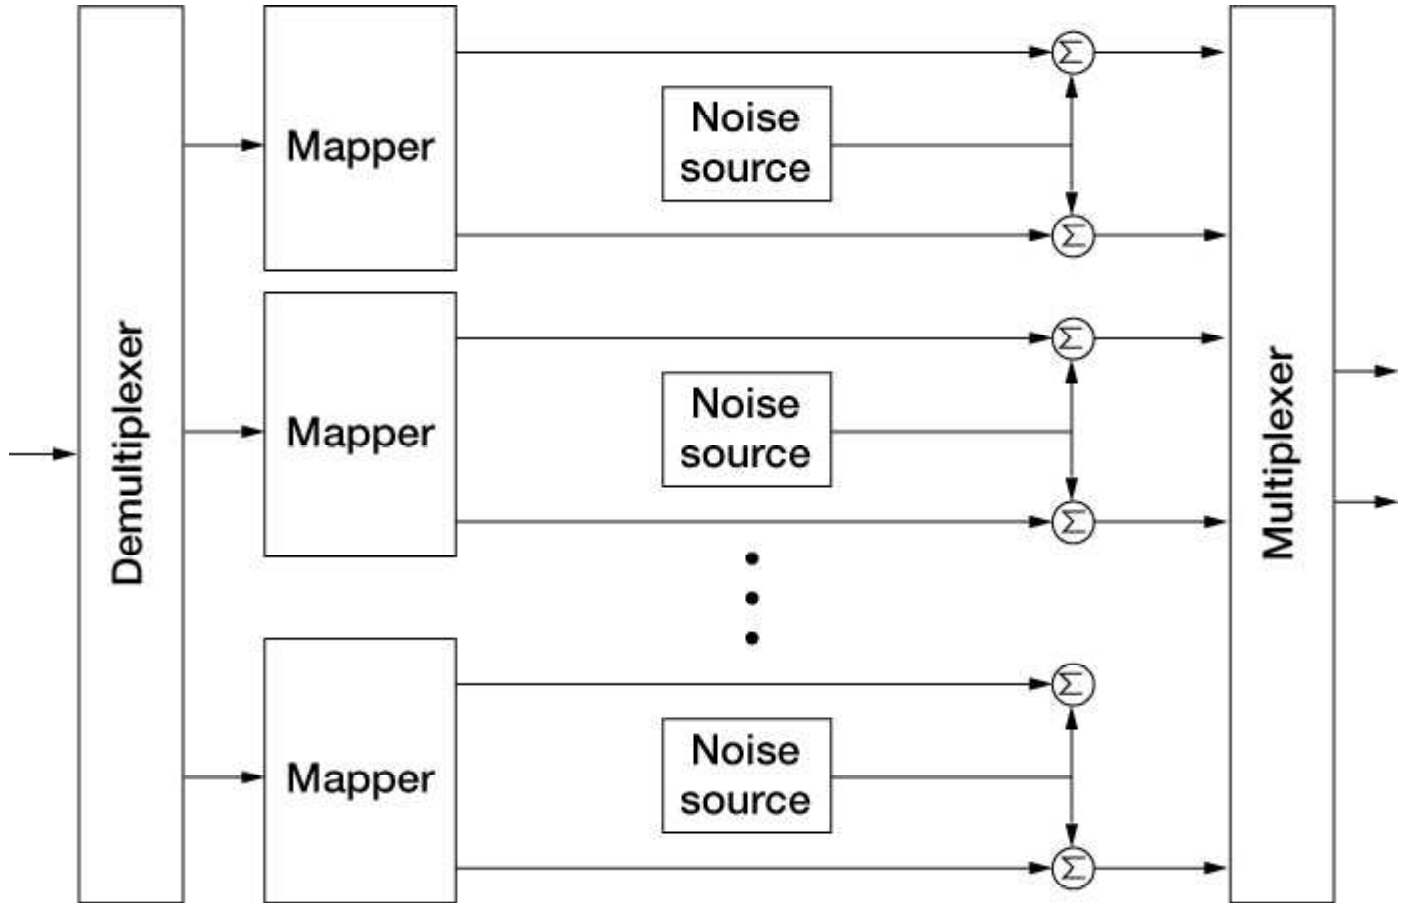 Demultiplexer
Mapper
Noise
source
Σ
Σ
Mapper
Noise
source
Σ
Σ
Mapper
Noise
source
Σ
Σ
Multiplexer